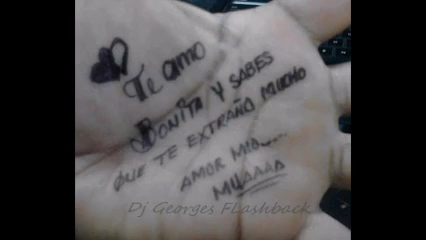 Te amo
Bonita y sabes
que te extraño mucho
amor mio.....
muaaaa
Dj Georges Flashback